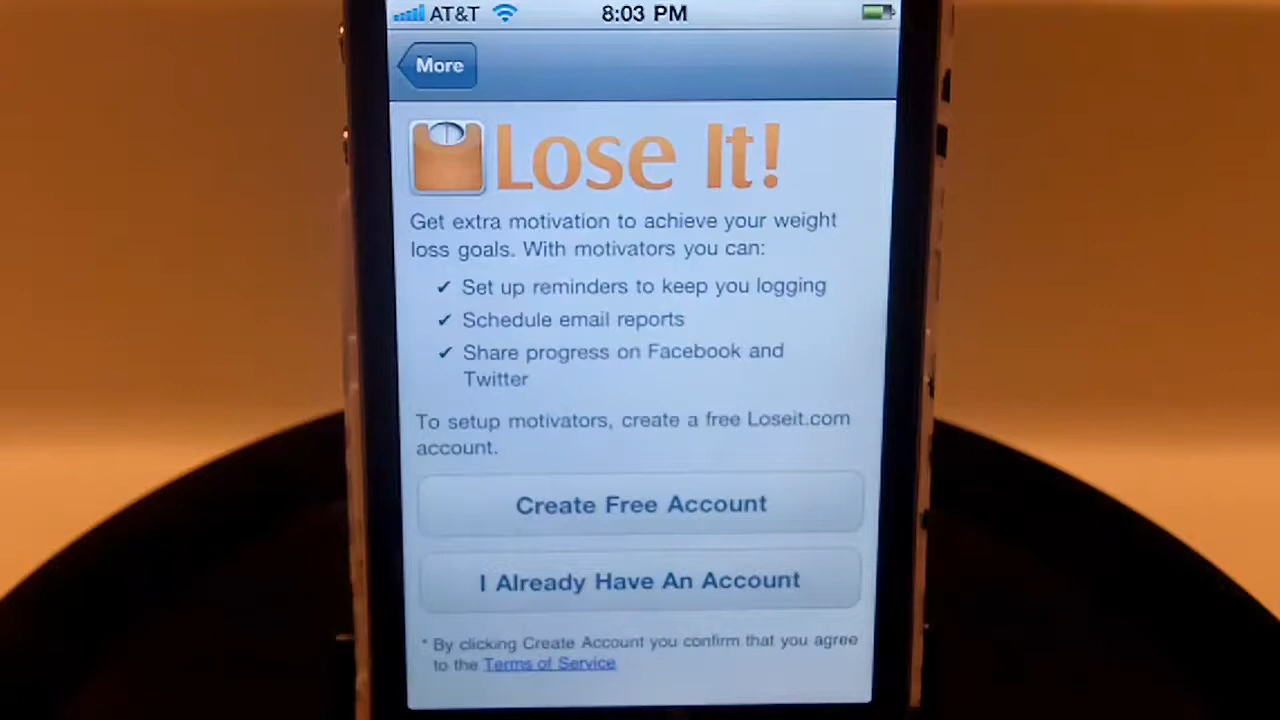 AT&T 8:03 PM
More
Lose It!
Get extra motivation to achieve your weight
loss goals. With motivators you can:
✔ Set up reminders to keep you logging
✔ Schedule email reports
✔ Share progress on Facebook and
Twitter
To setup motivators, create a free Loseit.com
account.
Create Free Account
I Already Have An Account
* By clicking Create Account you confirm that you agree
to the Terms of Service